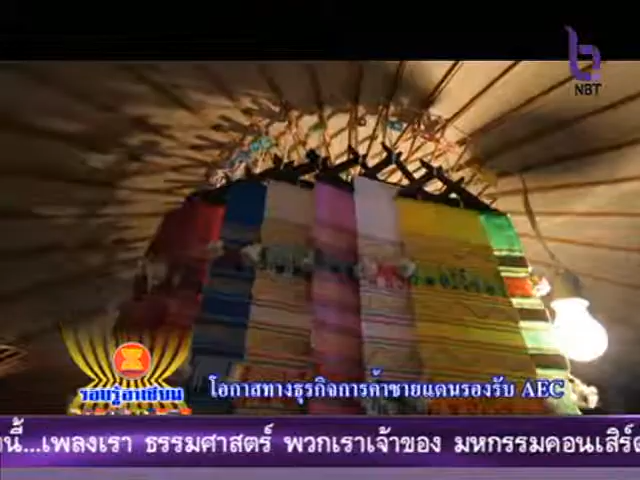 NBT
รอบรู้อาเซียน
โอกาสทางธุรกิจการค้าชายแดนรองรับ AEC
านี้...เพลงเรา ธรรมศาสตร์ พวกเราเจ้าของ มหกรรมคอนเสิร์ต